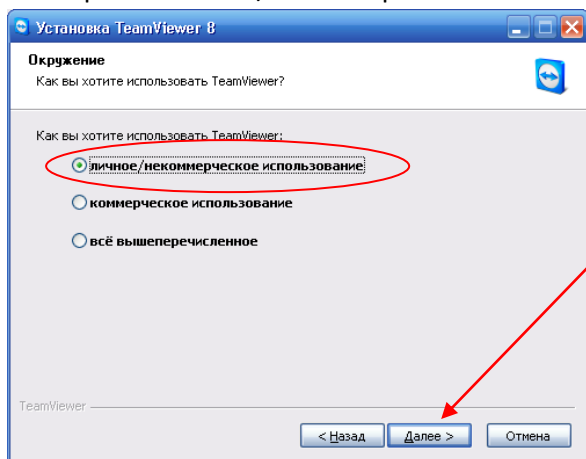 Установка TeamViewer 8
Окружение
Как вы хотите использовать TeamViewer?
Как вы хотите использовать TeamViewer:
личное/некоммерческое использование
коммерческое использование
всё вышеперечисленное
TeamViewer
< Назад Далее > Отмена